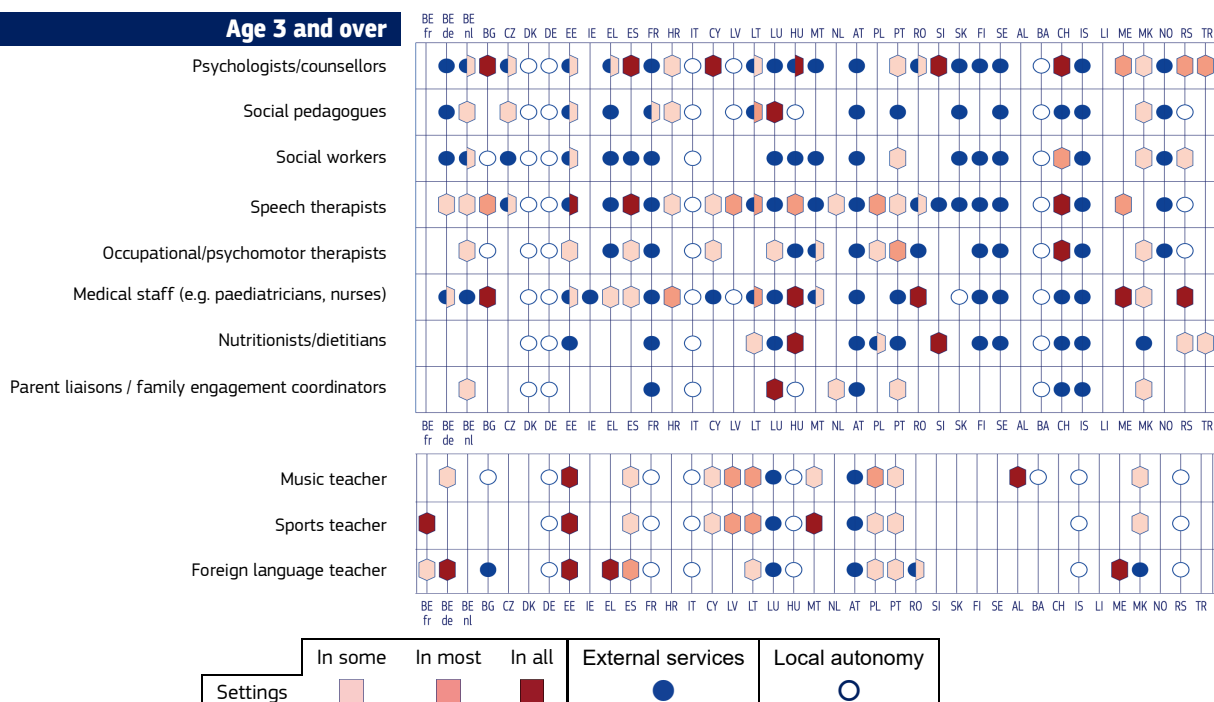 Age 3 and over
BE BE BE BG CZ DK DE EE IE EL ES FR HR IT CY LV LT LU HU MT NL AT PL PT RO SI SK FI SE AL BA CH IS LI ME MK NO RS TR
fr de nl
Psychologists/counsellors
Social pedagogues
Social workers
Speech therapists
Occupational/psychomotor therapists
Medical staff (e.g. paediatricians, nurses)
Nutritionists/dietitians
Parent liaisons / family engagement coordinators
BE BE BE BG CZ DK DE EE IE EL ES FR HR IT CY LV LT LU HU MT NL AT PL PT RO SI SK FI SE AL BA CH IS LI ME MK NO RS TR
fr de nl
Music teacher
Sports teacher
Foreign language teacher
BE BE BE BG CZ DK DE EE IE EL ES FR HR IT CY LV LT LU HU MT NL AT PL PT RO SI SK FI SE AL BA CH IS LI ME MK NO RS TR
fr de nl
In some In most In all External services Local autonomy
Settings